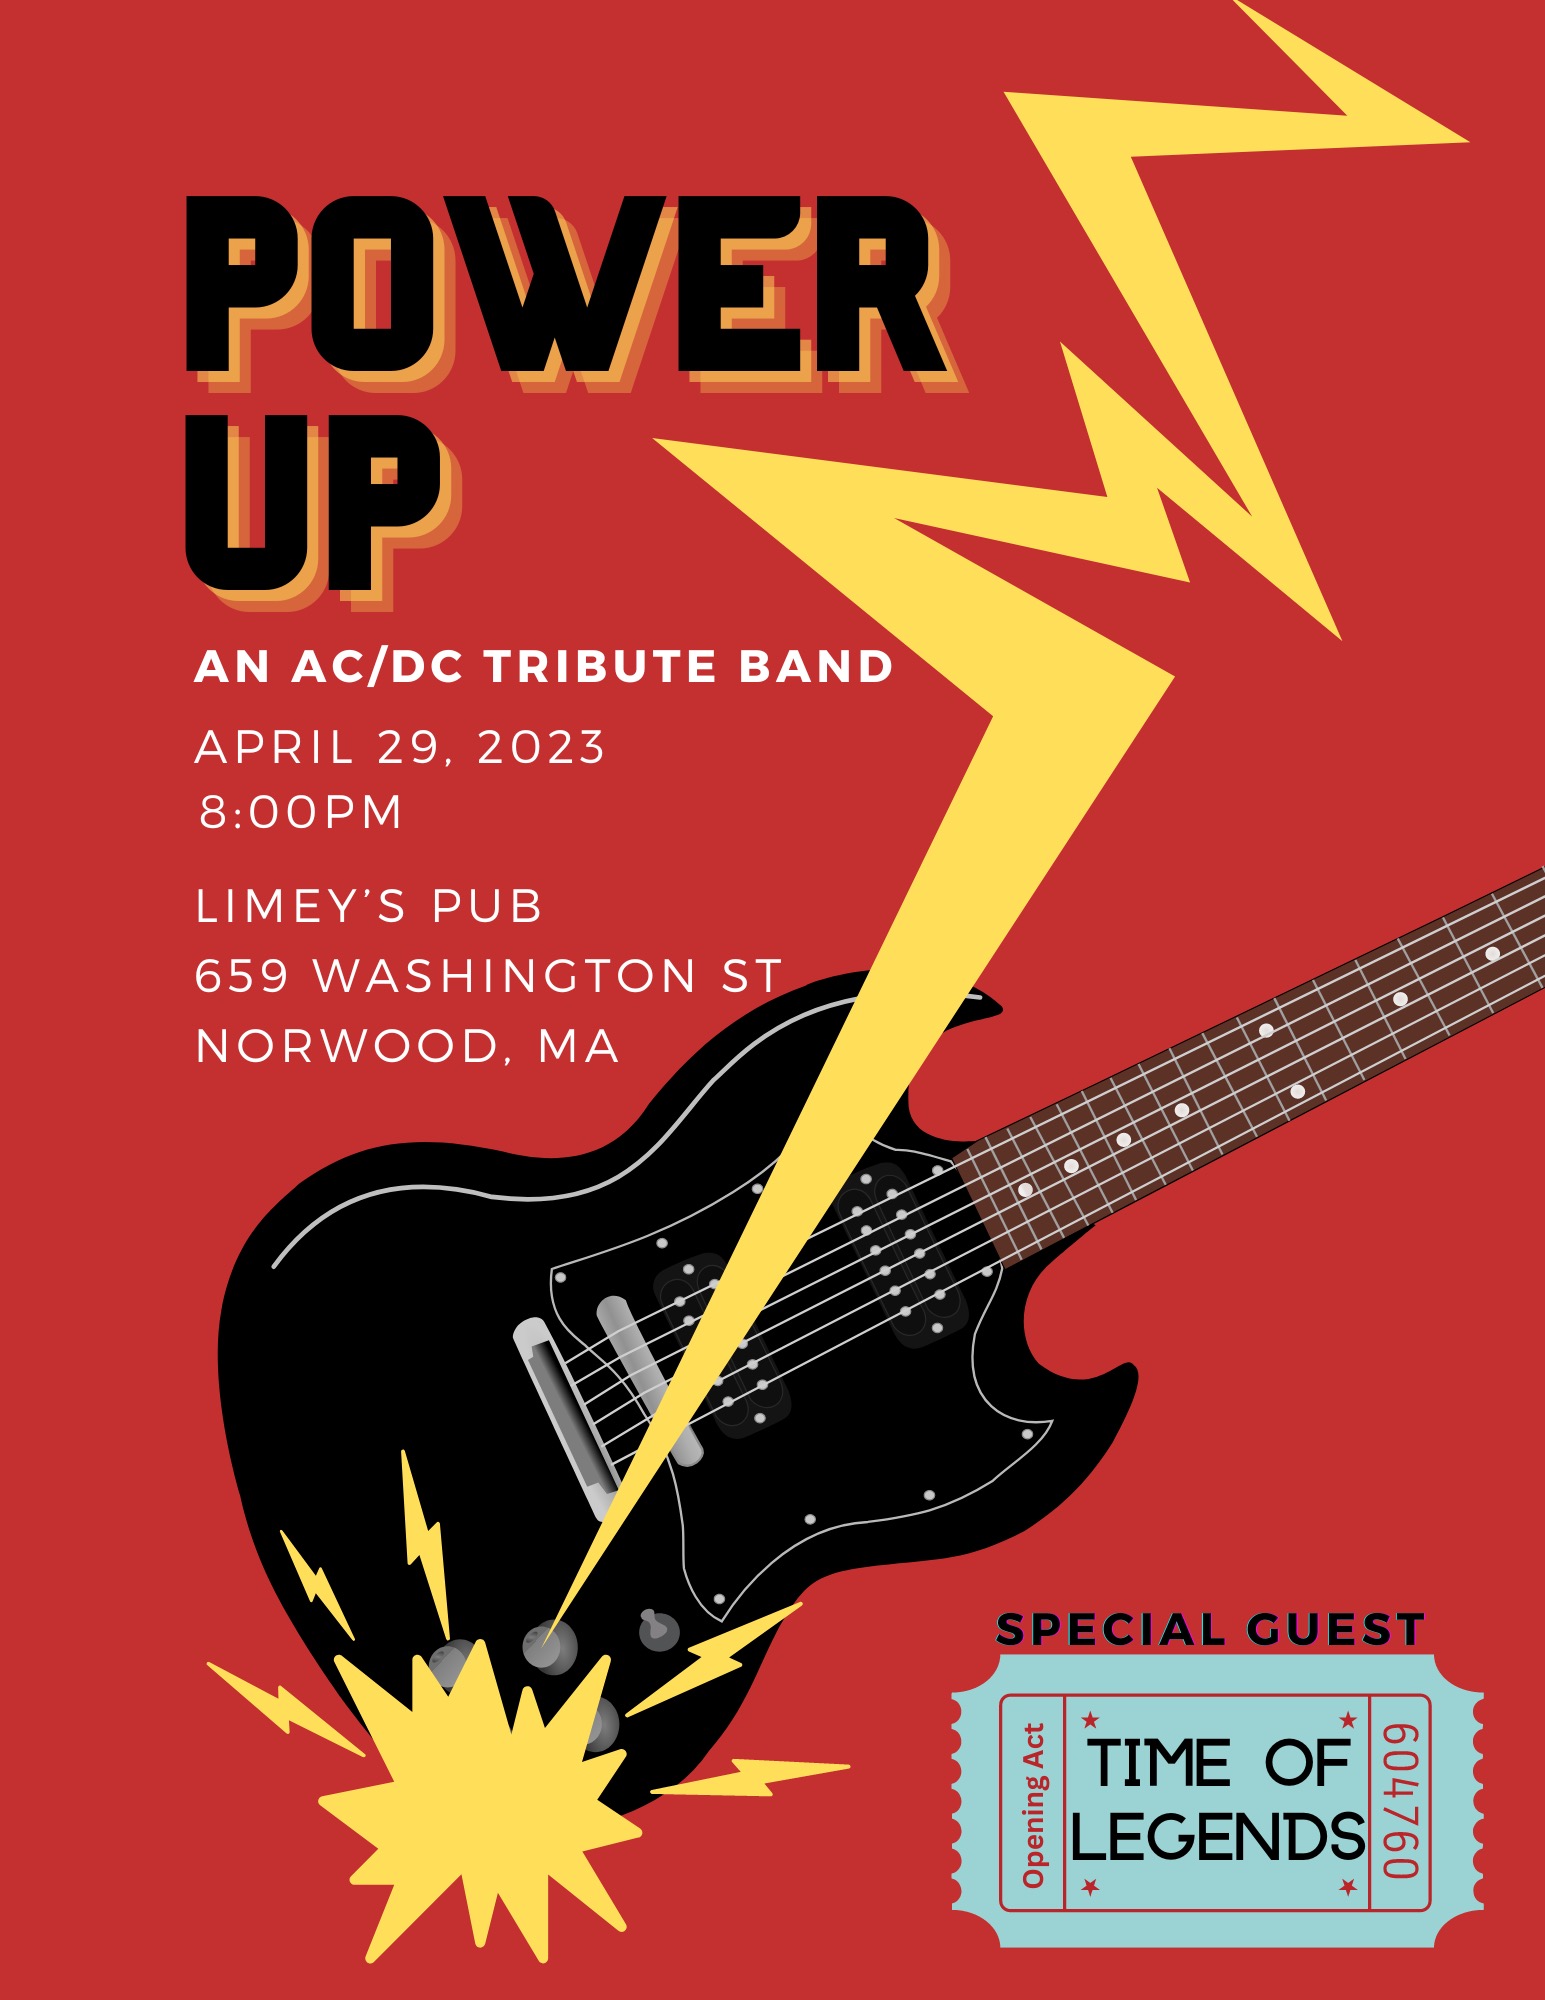 POWER
UP
AN AC/DC TRIBUTE BAND
APRIL 29, 2023
8:00PM
LIMEY'S PUB
659 WASHINGTON ST
NORWOOD, MA
SPECIAL GUEST
Opening Act
TIME OF
LEGENDS
604760